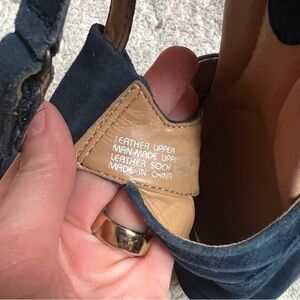 LEATHER UPPER
MAN-MADE UPPER
LEATHER SOCK
MADE IN CHINA